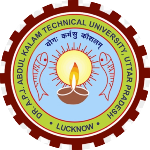 DR A.P.J. ABDUL KALAM TECHNICAL UNIVERSITY UTTAR PRADESH
योगः कर्मसु कौशलम्
• LUCKNOW •